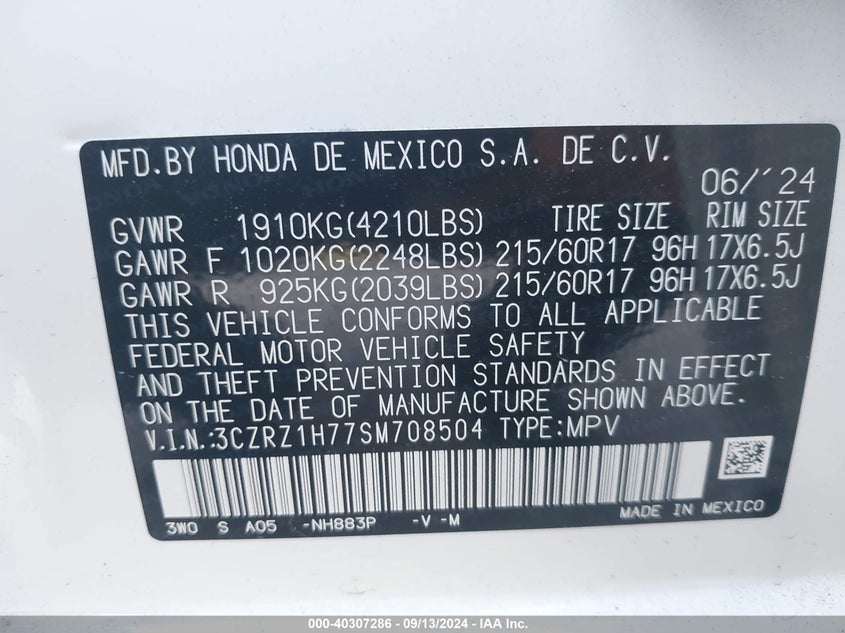 MFD.BY HONDA DE MEXICO S.A. DE C.V.
06/'24
GVWR 1910KG(4210LBS) TIRE SIZE RIM SIZE
GAWR F 1020KG(2248LBS) 215/60R17 96H 17X6.5J
GAWR R 925KG(2039LBS) 215/60R17 96H 17X6.5J
THIS VEHICLE CONFORMS TO ALL APPLICABLE
FEDERAL MOTOR VEHICLE SAFETY
AND THEFT PREVENTION STANDARDS IN EFFECT
ON THE DATE OF MANUFACTURE SHOWN ABOVE.
V.I.N.:3CZRZ1H77SM708504 TYPE:MPV
3W0 S A05 -NH883P -V -M MADE IN MEXICO
000-40307286 - 09/13/2024 - IAA Inc.